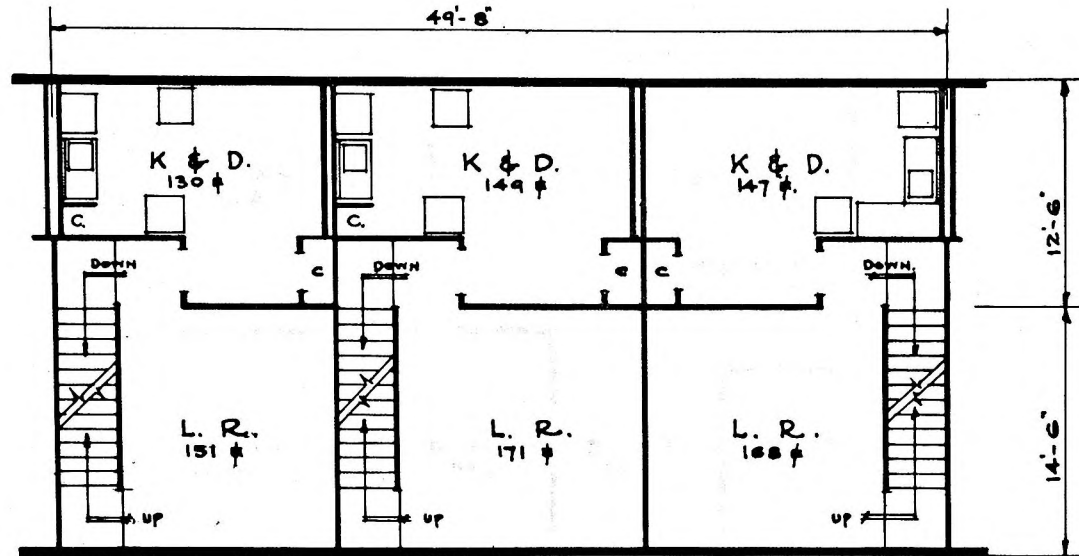 49'-8"
K & D.
130 ⏀
K & D.
149 ⏀
K & D.
147 ⏀.
C.
C.
12'-6"
DOWN
C
DOWN
C
C
DOWN.
L. R.
151 ⏀
L. R.
171 ⏀
L. R.
168 ⏀
14'-6"
UP
UP
UP